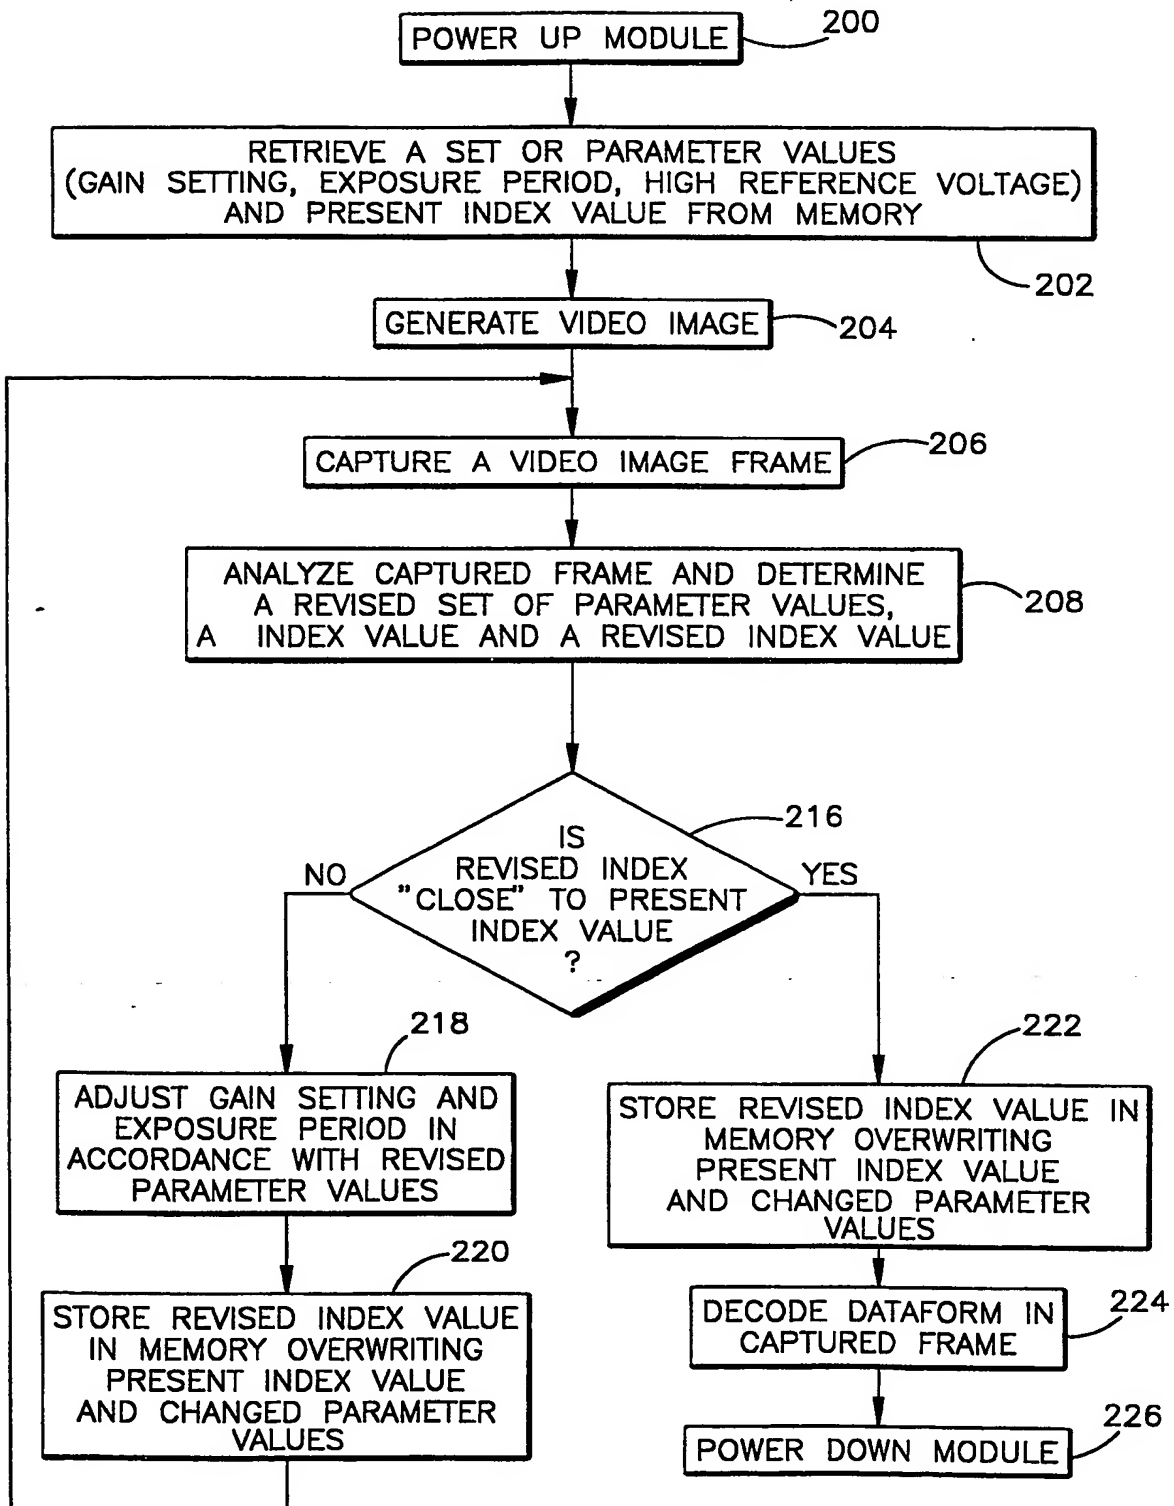 POWER UP MODULE
200
RETRIEVE A SET OR PARAMETER VALUES
(GAIN SETTING, EXPOSURE PERIOD, HIGH REFERENCE VOLTAGE)
AND PRESENT INDEX VALUE FROM MEMORY
202
GENERATE VIDEO IMAGE
204
CAPTURE A VIDEO IMAGE FRAME
206
ANALYZE CAPTURED FRAME AND DETERMINE
A REVISED SET OF PARAMETER VALUES,
A INDEX VALUE AND A REVISED INDEX VALUE
208
IS
REVISED INDEX
"CLOSE" TO PRESENT
INDEX VALUE
?
216
NO
YES
218
ADJUST GAIN SETTING AND
EXPOSURE PERIOD IN
ACCORDANCE WITH REVISED
PARAMETER VALUES
220
STORE REVISED INDEX VALUE
IN MEMORY OVERWRITING
PRESENT INDEX VALUE
AND CHANGED PARAMETER
VALUES
222
STORE REVISED INDEX VALUE IN
MEMORY OVERWRITING
PRESENT INDEX VALUE
AND CHANGED PARAMETER
VALUES
DECODE DATAFORM IN
CAPTURED FRAME
224
POWER DOWN MODULE
226